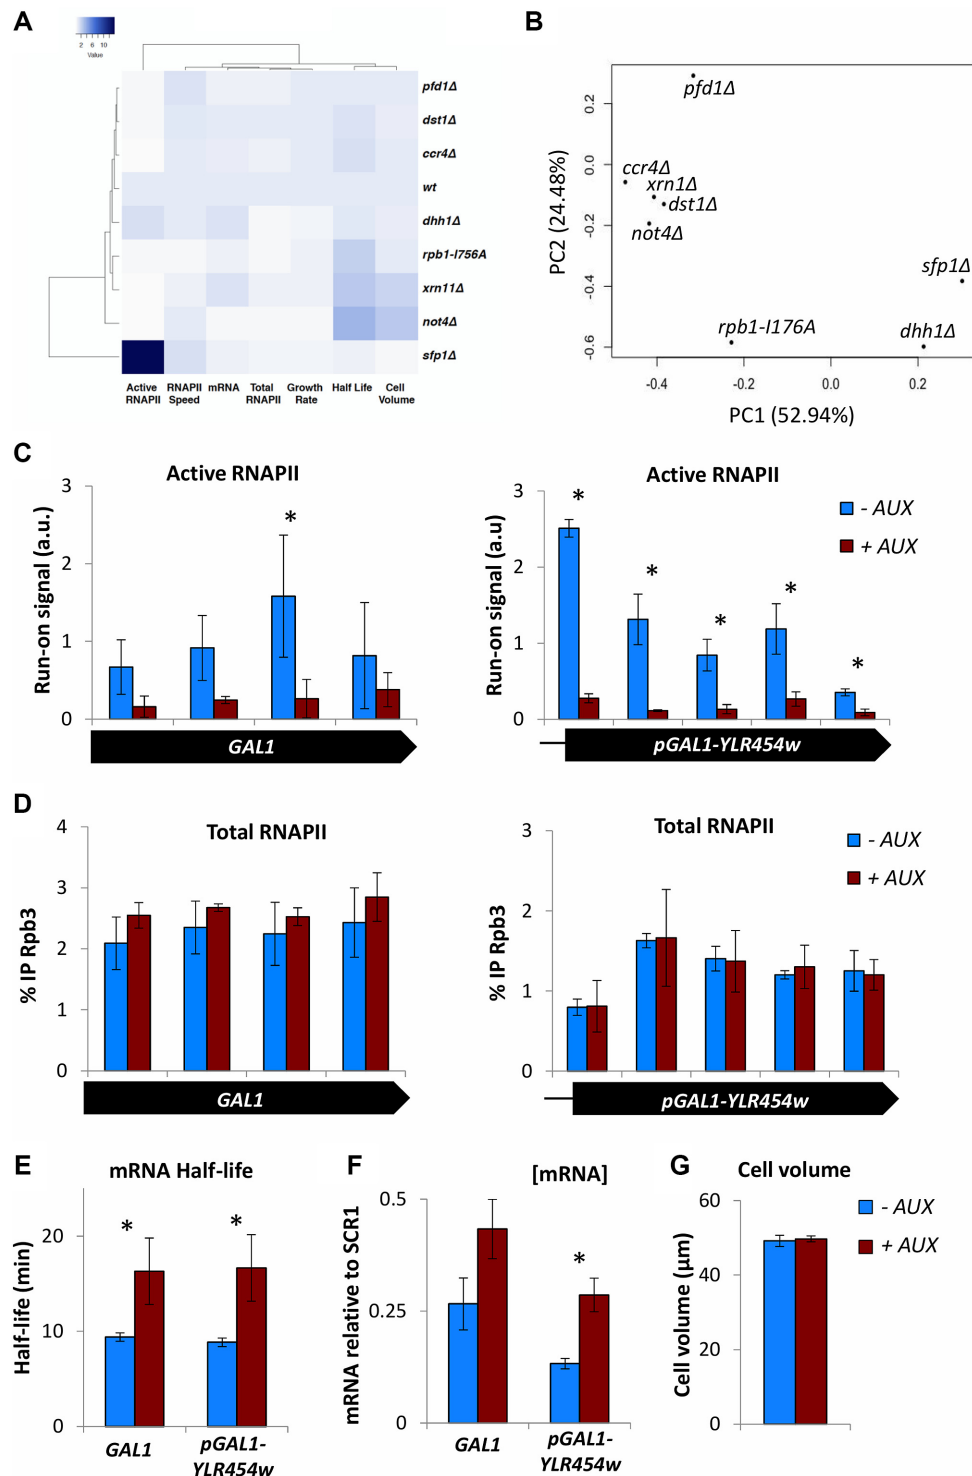 A
2 6 10
Value
pfd1Δ
dst1Δ
ccr4Δ
wt
dhh1Δ
rpb1-I756A
xrn11Δ
not4Δ
sfp1Δ
Active RNAPII
RNAPII Speed
mRNA
Total RNAPII
Growth Rate
Half Life
Cell Volume
B
0.2
0.0
-0.2
-0.4
-0.6
PC2 (24.48%)
pfd1Δ
ccr4Δ
xrn1Δ
dst1Δ
not4Δ
sfp1Δ
rpb1-I176A
dhh1Δ
-0.4 -0.2 0.0 0.2
PC1 (52.94%)
C
Active RNAPII
Run-on signal (a.u.)
3
2
1
0
*
GAL1
Active RNAPII
Run-on signal (a.u)
3
2
1
0
* * * * *
- AUX
+ AUX
pGAL1-YLR454w
D
Total RNAPII
% IP Rpb3
4
3
2
1
0
GAL1
Total RNAPII
% IP Rpb3
3
2
1
0
- AUX
+ AUX
pGAL1-YLR454w
E
mRNA Half-life
Half-life (min)
20
10
0
* *
GAL1
pGAL1-
YLR454w
F
[mRNA]
mRNA relative to SCR1
0.5
0.25
0
*
GAL1
pGAL1-
YLR454w
G
Cell volume
Cell volume (µm)
60
40
20
0
- AUX
+ AUX